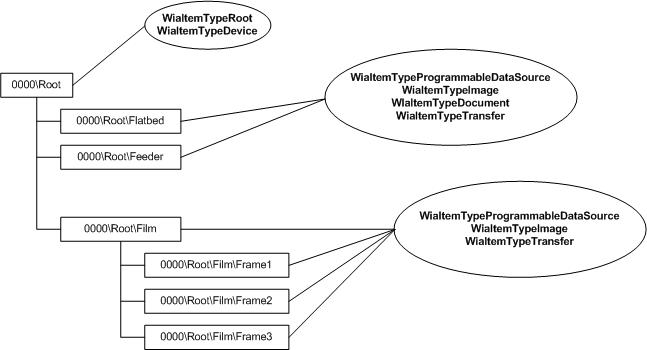 WiaItemTypeRoot
WiaItemTypeDevice
0000\Root
WiaItemTypeProgrammableDataSource
WiaItemTypeImage
WIaItemTypeDocument
WiaItemTypeTransfer
0000\Root\Flatbed
0000\Root\Feeder
WiaItemTypeProgrammableDataSource
WiaItemTypeImage
WiaItemTypeTransfer
0000\Root\Film
0000\Root\Film\Frame1
0000\Root\Film\Frame2
0000\Root\Film\Frame3